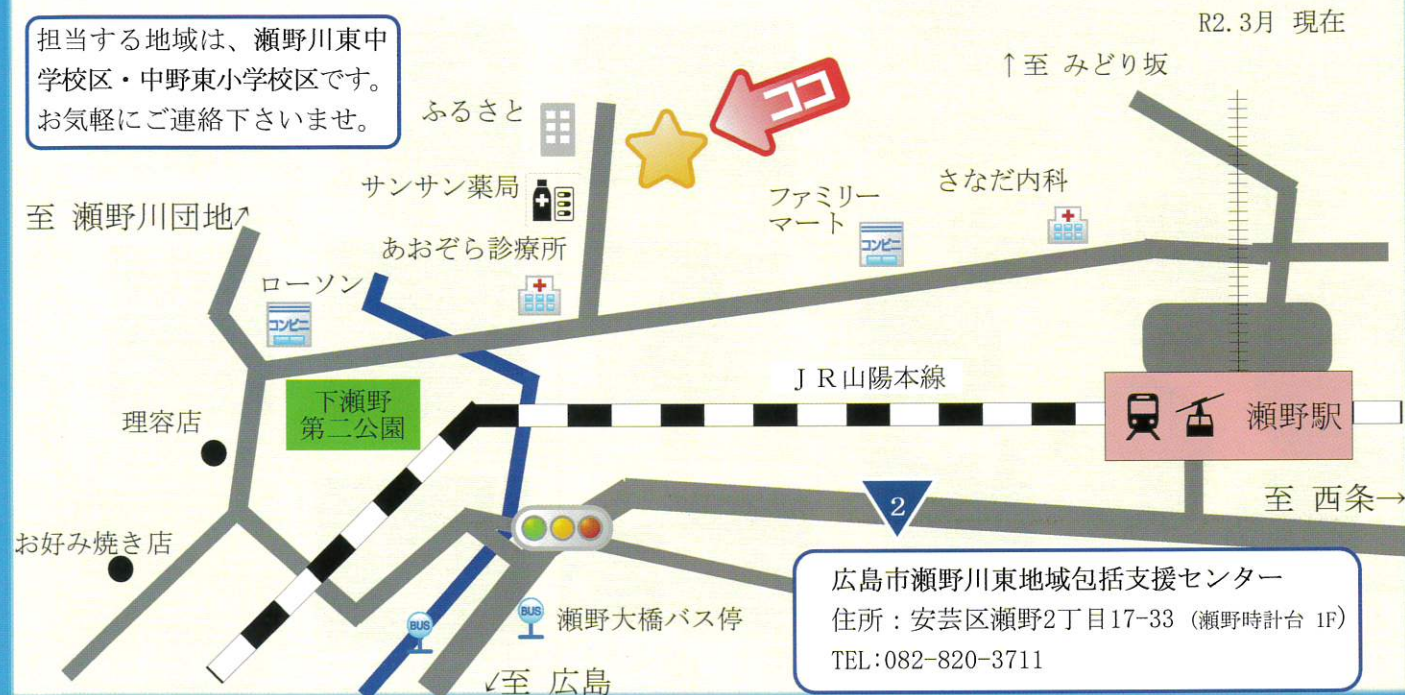 R2.3月 現在
担当する地域は、瀬野川東中
学校区・中野東小学校区です。
お気軽にご連絡下さいませ。
↑至 みどり坂
ココ
ふるさと
サンサン薬局
ファミリー
マート
コンビニ
さなだ内科
至 瀬野川団地↗
あおぞら診療所
ローソン
コンビニ
JR山陽本線
下瀬野
第二公園
理容店
瀬野駅
2
至 西条→
お好み焼き店
BUS
BUS
瀬野大橋バス停
↙至 広島
広島市瀬野川東地域包括支援センター
住所：安芸区瀬野2丁目17-33 (瀬野時計台 1F)
TEL:082-820-3711